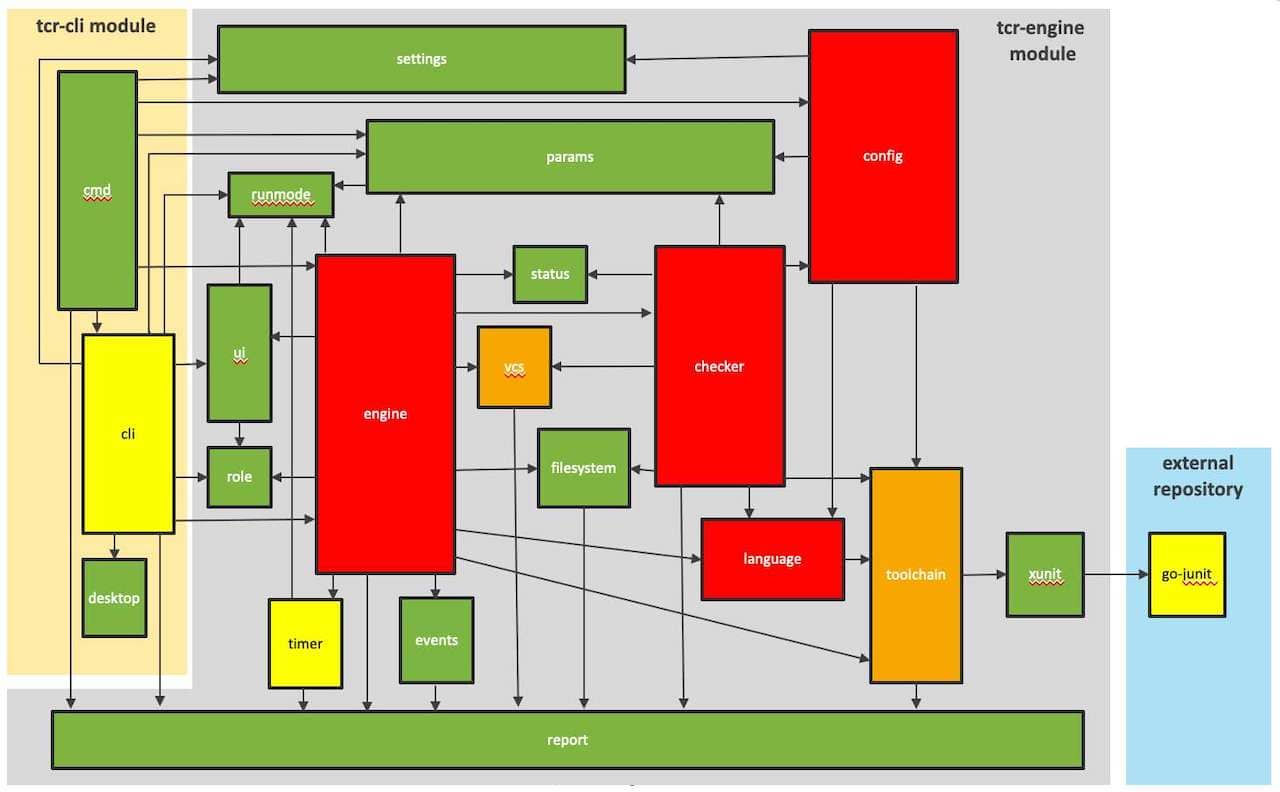 tcr-cli module
tcr-engine
module
settings
config
params
cmd
runmode
status
ui
vcs
checker
engine
cli
filesystem
role
external
repository
language
toolchain
xunit
go-junit
desktop
timer
events
report